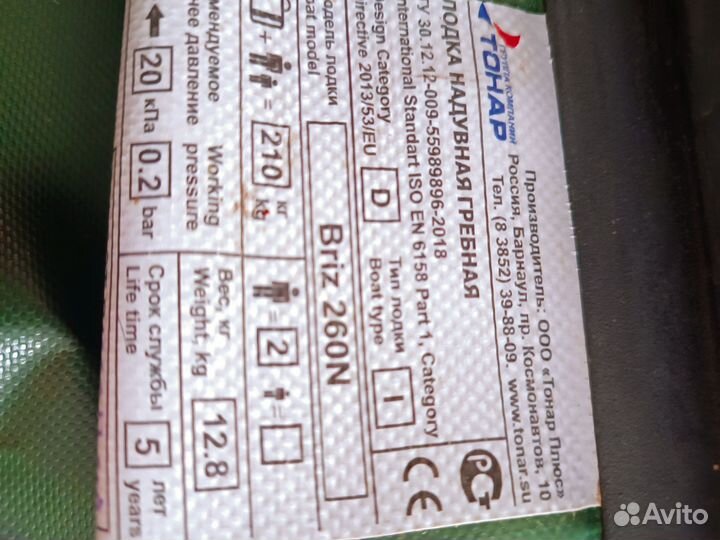 ГРУППА КОМПАНИЙ
ТОНАР
Производитель: ООО «Тонар Плюс»
Россия, Барнаул, пр. Космонавтов, 10
Тел. (8 3852) 39-88-09. www.tonar.su
ЛОДКА НАДУВНАЯ ГРЕБНАЯ
ТУ 30.12.12-009-55989896-2018
International Standart ISO EN 6158 Part 1, Category
Design Category D Тип лодки I
Directive 2013/53/EU Boat type
РСТ
CE
Модель лодки Briz 260N
boat model
+ = 210 кг = 2 =
kg
Рекомендуемое Working Вес, кг 12.8
рабочее давление pressure Weight, kg
20 кПа 0.2 bar Срок службы 5 лет
Life time years
Avito